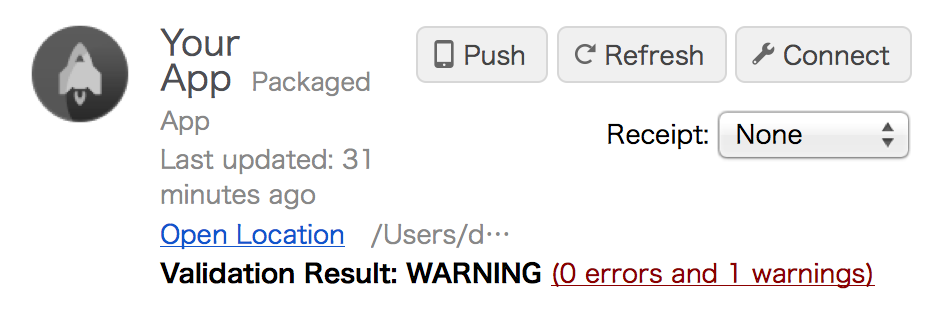 Your
App Packaged
App
Last updated: 31
minutes ago
Open Location /Users/d…
Validation Result: WARNING (0 errors and 1 warnings)
Push Refresh Connect
Receipt: None